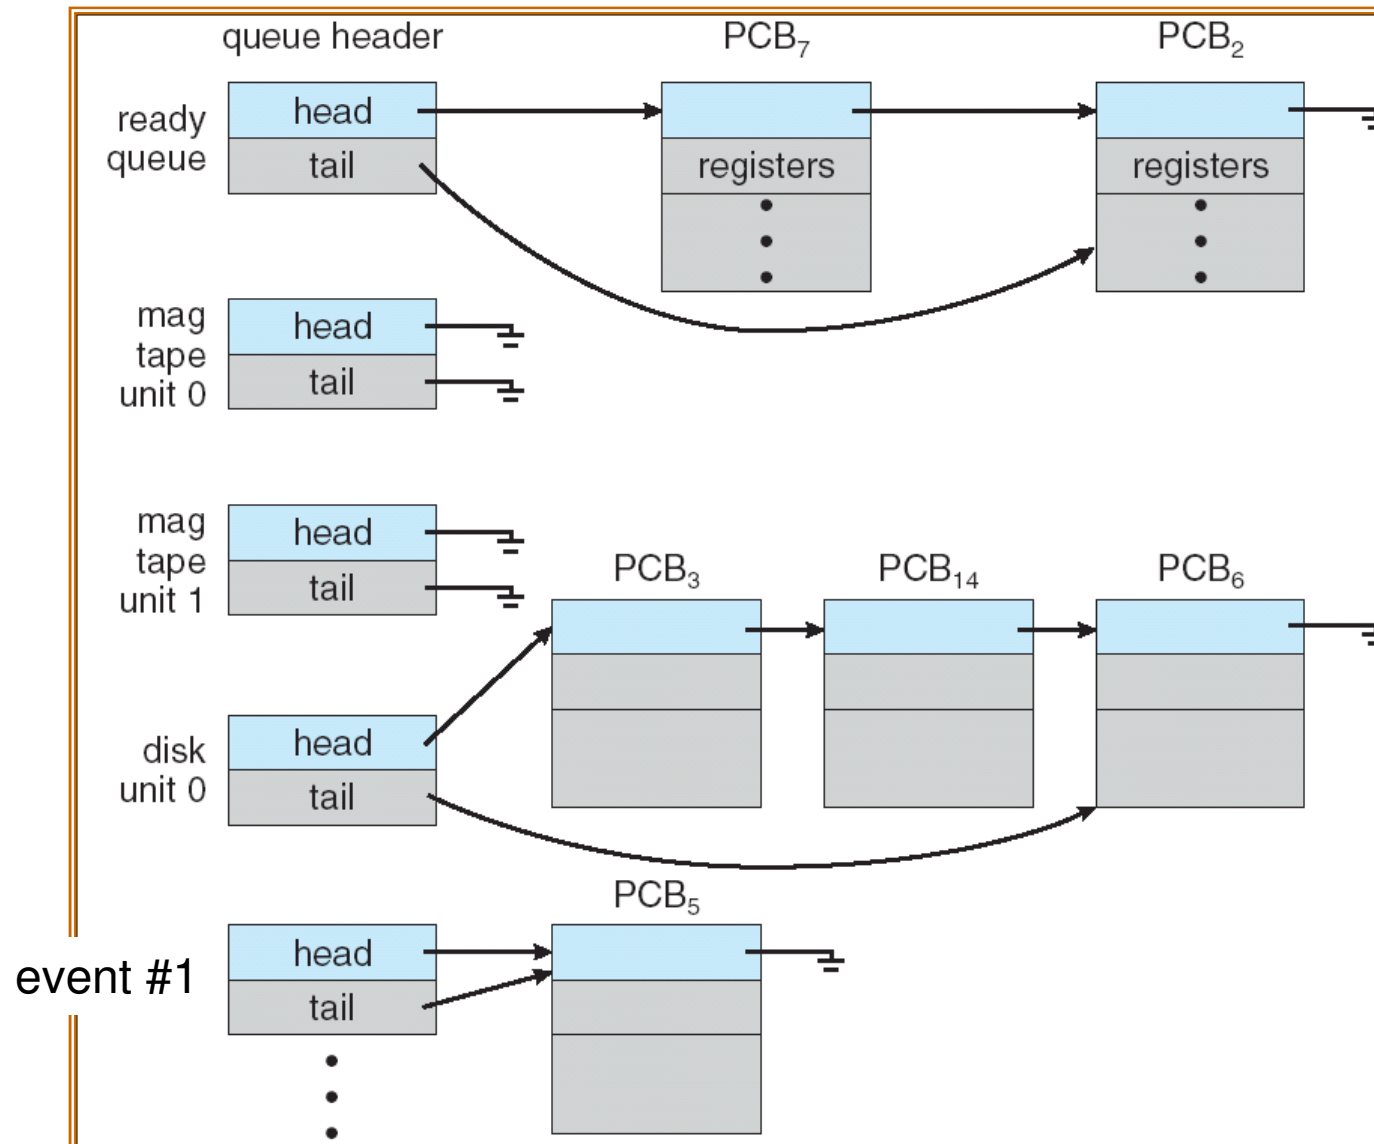 queue header
PCB₇
PCB₂
ready
queue
head
tail
registers
registers
mag
tape
unit 0
head
tail
mag
tape
unit 1
head
tail
PCB₃
PCB₁₄
PCB₆
disk
unit 0
head
tail
PCB₅
event #1
head
tail